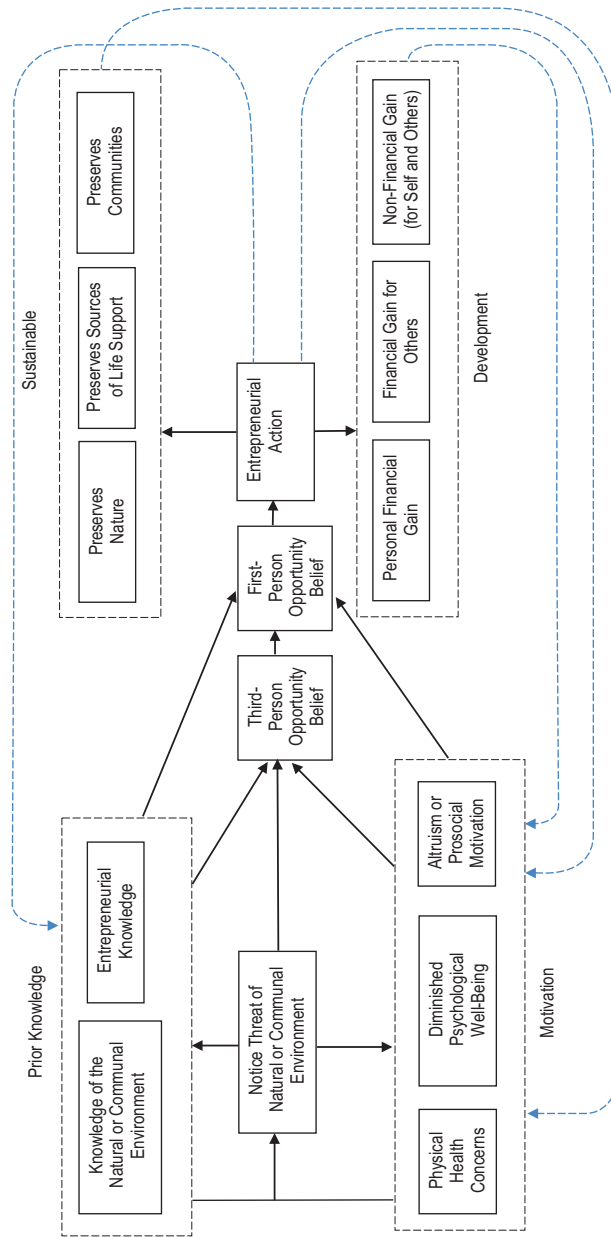 Prior Knowledge
Knowledge of the
Natural or Communal
Environment
Entrepreneurial
Knowledge
Notice Threat of
Natural or Communal
Environment
Physical
Health
Concerns
Diminished
Psychological
Well-Being
Altruism or
Prosocial
Motivation
Motivation
Third-
Person
Opportunity
Belief
First-
Person
Opportunity
Belief
Entrepreneurial
Action
Sustainable
Preserves
Nature
Preserves Sources
of Life Support
Preserves
Communities
Personal Financial
Gain
Financial Gain for
Others
Non-Financial Gain
(for Self and Others)
Development